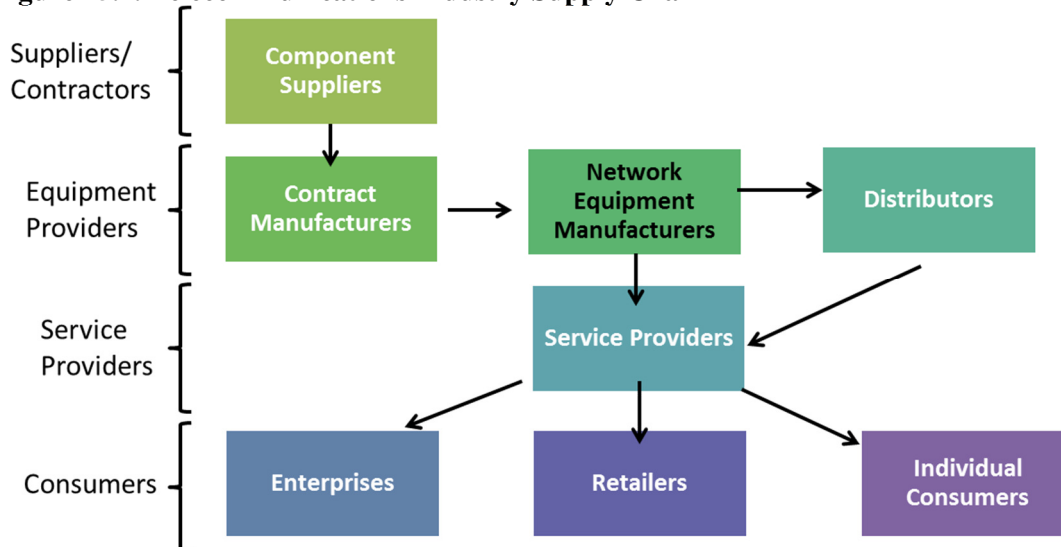 Suppliers/
Contractors
Component
Suppliers
Equipment
Providers
Contract
Manufacturers
Network
Equipment
Manufacturers
Distributors
Service
Providers
Service Providers
Consumers
Enterprises
Retailers
Individual
Consumers